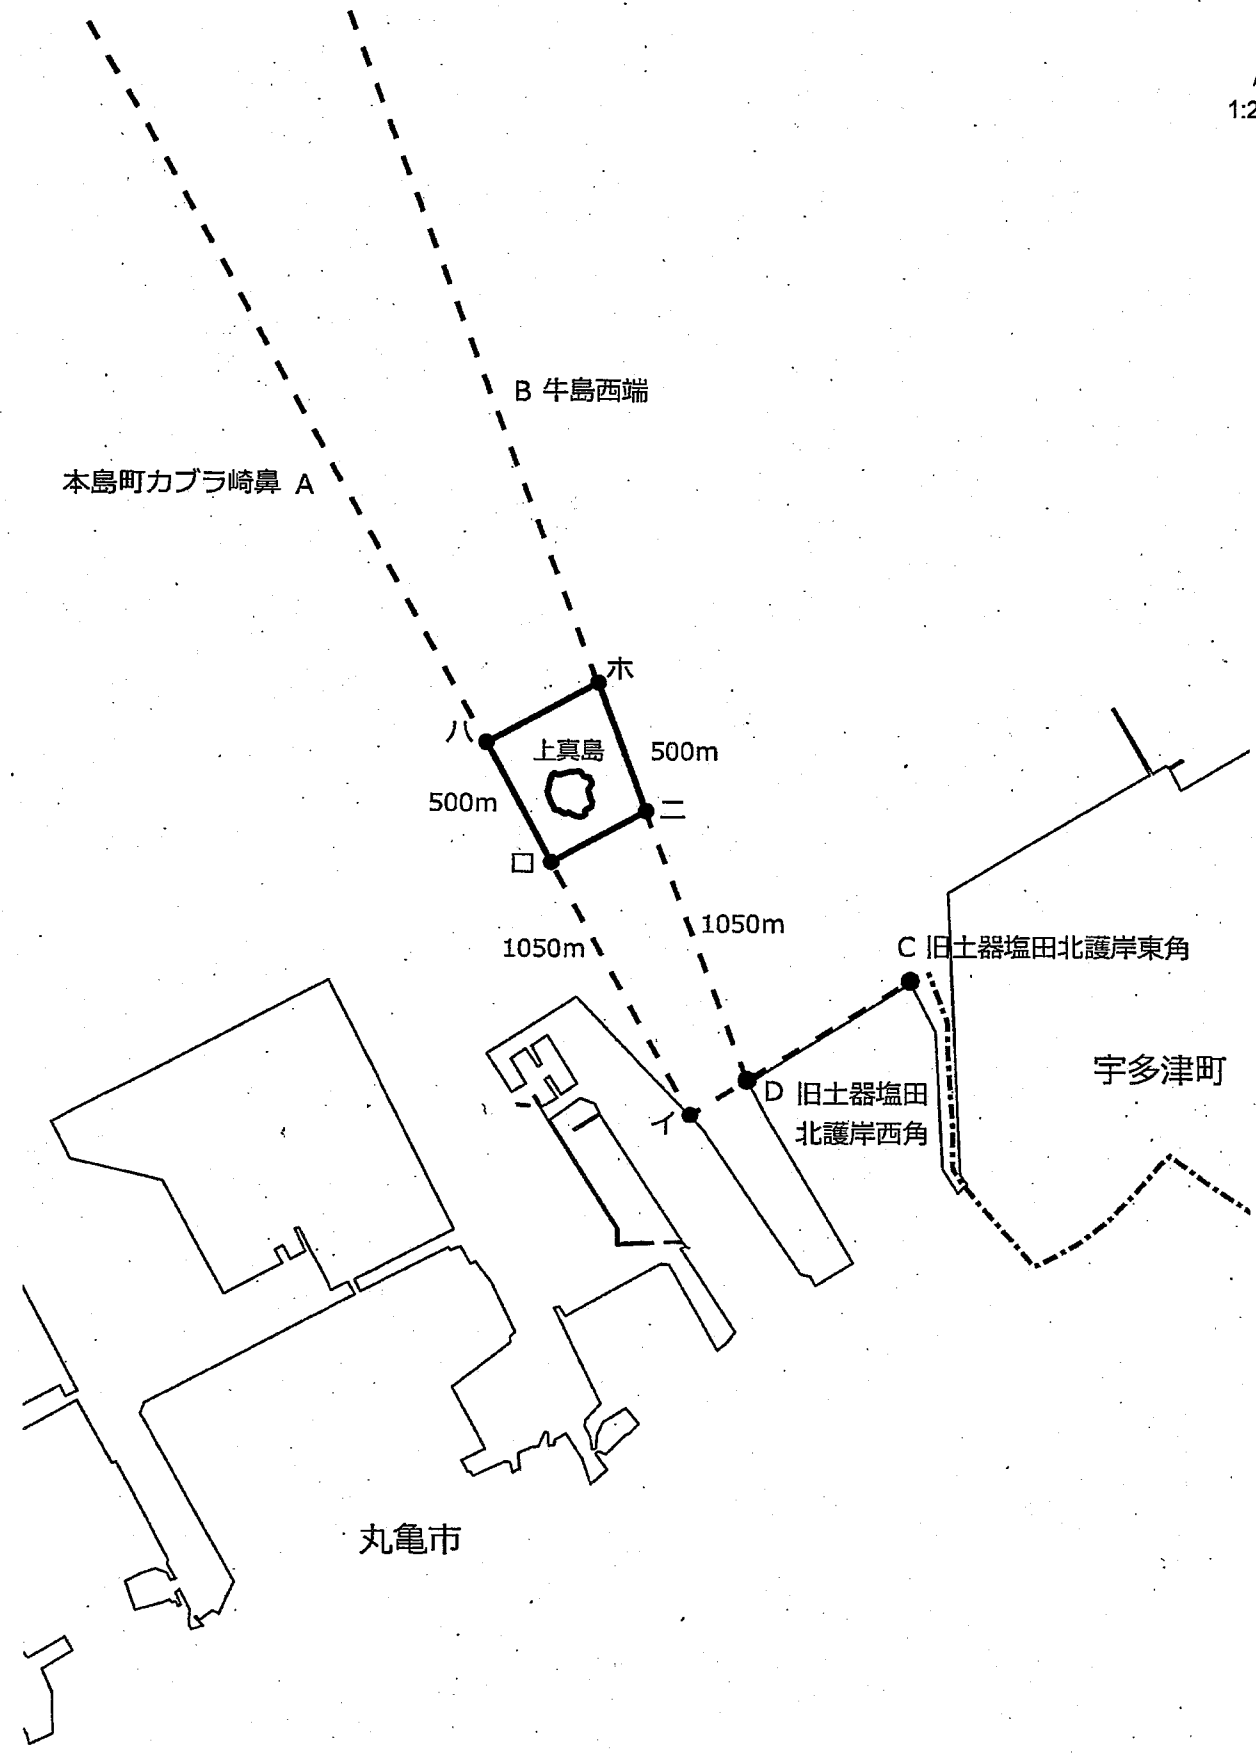 1:2
B 牛島西端
本島町カブラ崎鼻 A
ホ
ハ
上真島
500m
500m
ニ
ロ
1050m
1050m
C 旧土器塩田北護岸東角
宇多津町
D 旧土器塩田
北護岸西角
イ
丸亀市